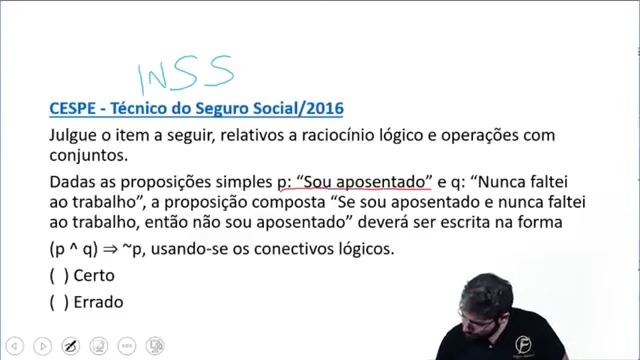 INSS
CESPE - Técnico do Seguro Social/2016
Julgue o item a seguir, relativos a raciocínio lógico e operações com
conjuntos.
Dadas as proposições simples p: “Sou aposentado” e q: “Nunca faltei
ao trabalho”, a proposição composta “Se sou aposentado e nunca faltei
ao trabalho, então não sou aposentado” deverá ser escrita na forma
(p ^ q) ⇒ ~p, usando-se os conectivos lógicos.
( ) Certo
( ) Errado